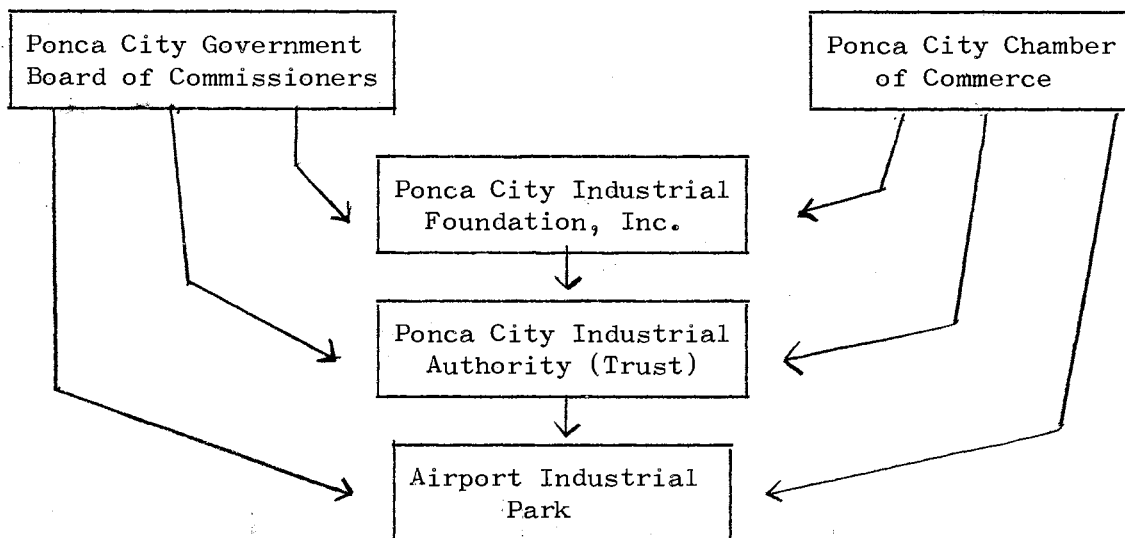 Ponca City Government
Board of Commissioners
Ponca City Chamber
of Commerce
Ponca City Industrial
Foundation, Inc.
Ponca City Industrial
Authority (Trust)
Airport Industrial
Park